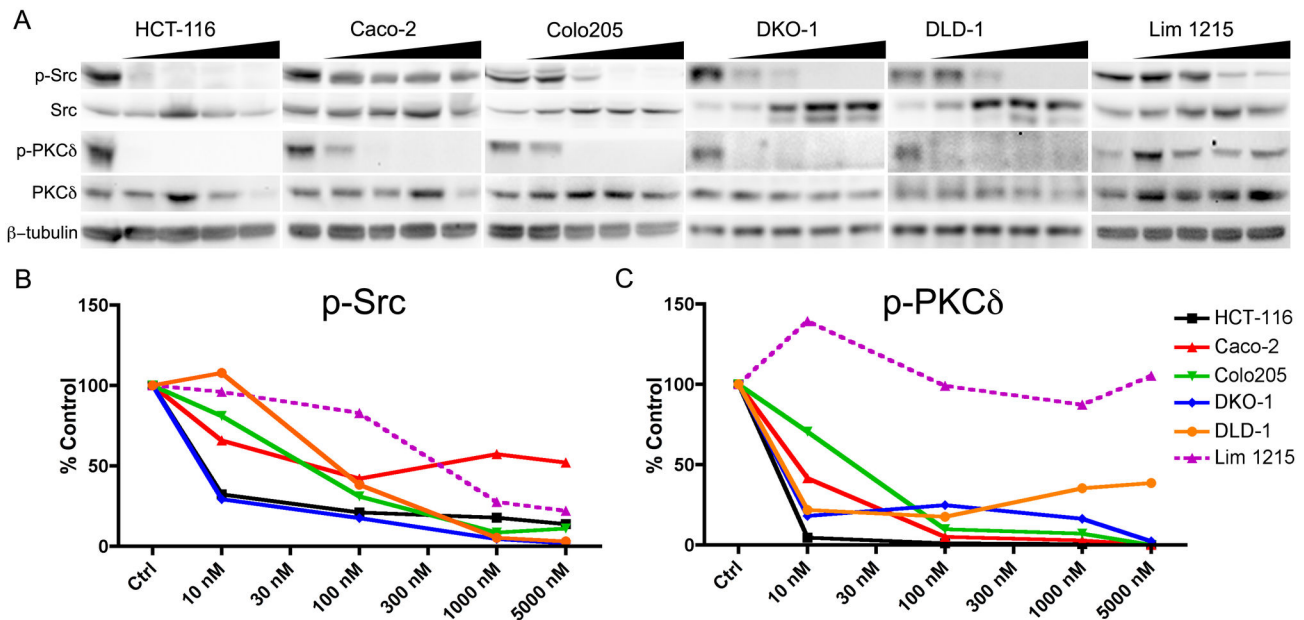 A
HCT-116 Caco-2 Colo205 DKO-1 DLD-1 Lim 1215
p-Src
Src
p-PKCδ
PKCδ
β–tubulin
B
p-Src
% Control
150
100
50
0
Ctrl 10 nM 30 nM 100 nM 300 nM 1000 nM 5000 nM
C
p-PKCδ
% Control
150
100
50
0
Ctrl 10 nM 30 nM 100 nM 300 nM 1000 nM 5000 nM
HCT-116
Caco-2
Colo205
DKO-1
DLD-1
Lim 1215